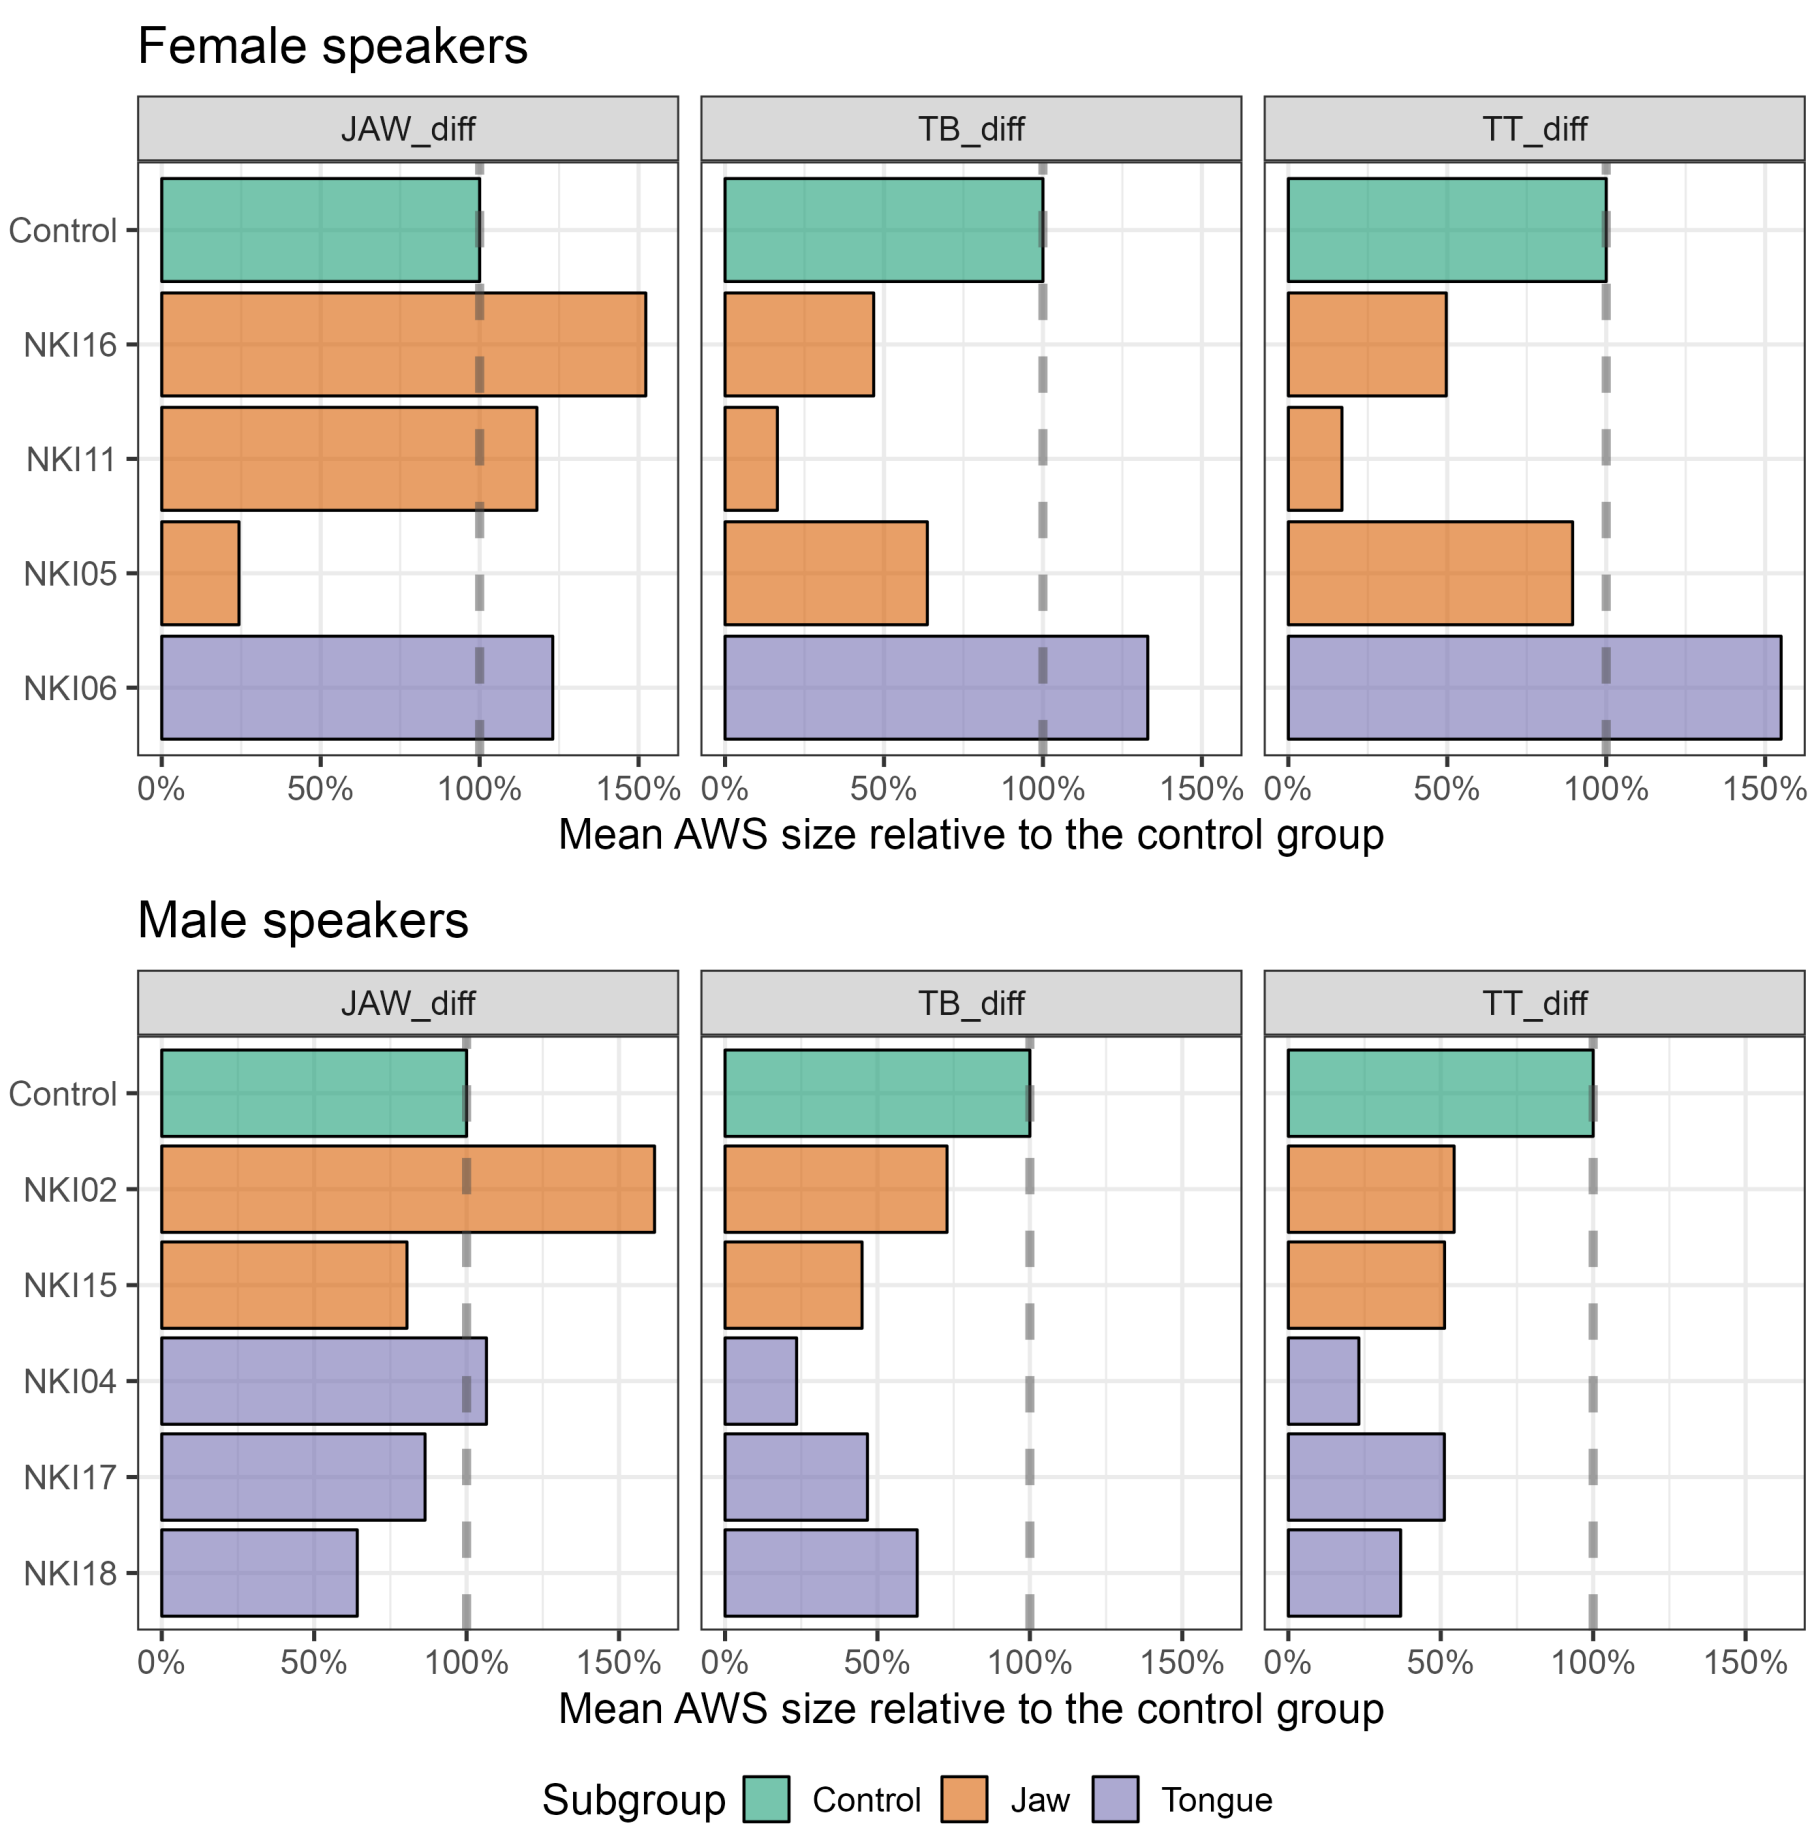 Female speakers
JAW_diff TB_diff TT_diff
Control
NKI16
NKI11
NKI05
NKI06
0% 50% 100% 150% 0% 50% 100% 150% 0% 50% 100% 150%
Mean AWS size relative to the control group
Male speakers
JAW_diff TB_diff TT_diff
Control
NKI02
NKI15
NKI04
NKI17
NKI18
0% 50% 100% 150% 0% 50% 100% 150% 0% 50% 100% 150%
Mean AWS size relative to the control group
Subgroup Control Jaw Tongue